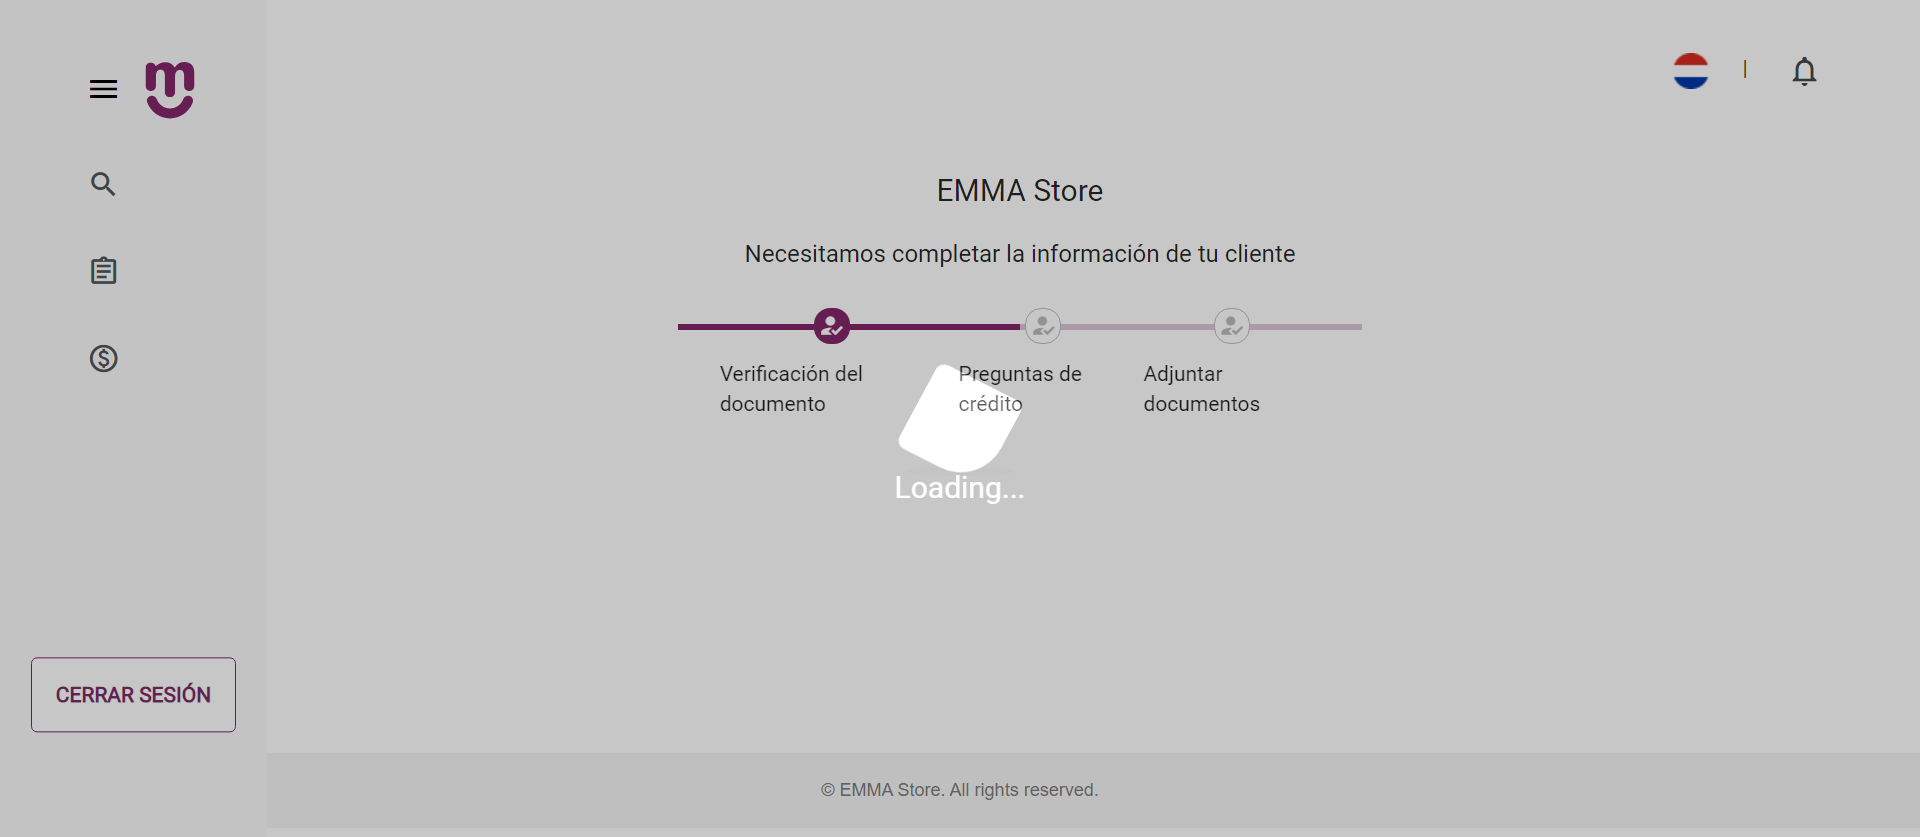 EMMA Store
Necesitamos completar la información de tu cliente
Verificación del
documento
Preguntas de
crédito
Adjuntar
documentos
Loading...
CERRAR SESIÓN
© EMMA Store. All rights reserved.